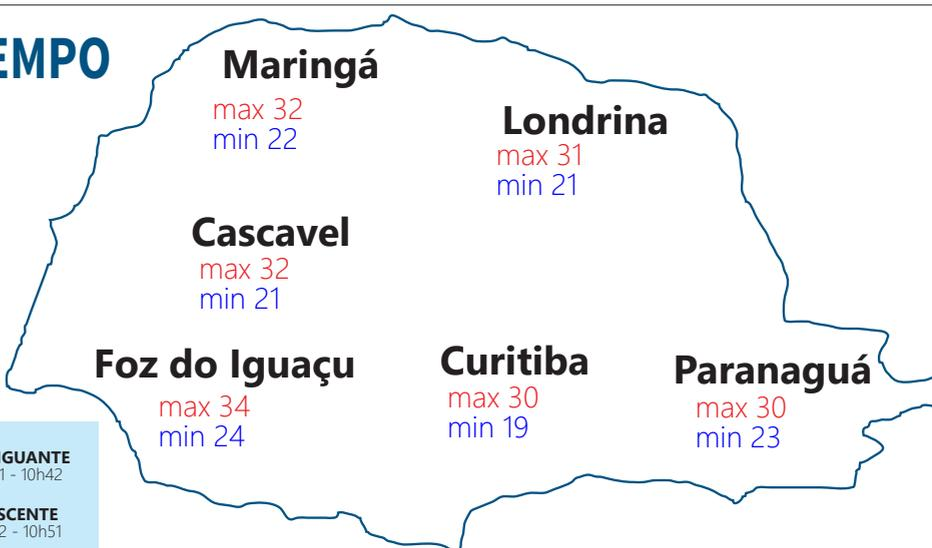 EMPO
Maringá
max 32
min 22
Londrina
max 31
min 21
Cascavel
max 32
min 21
Foz do Iguaçu
max 34
min 24
Curitiba
max 30
min 19
Paranaguá
max 30
min 23
IGUANTE
1 - 10h42
SCENTE
2 - 10h51